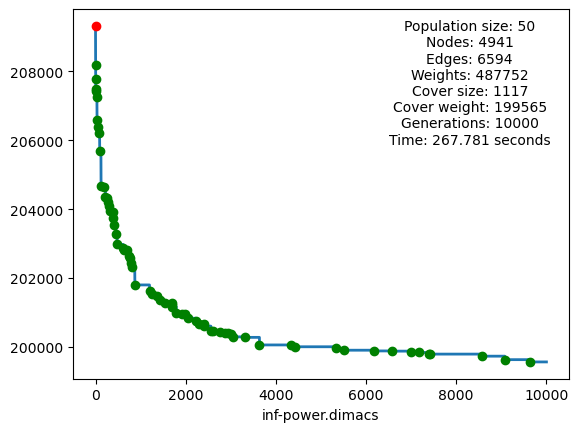 Population size: 50
Nodes: 4941
Edges: 6594
Weights: 487752
Cover size: 1117
Cover weight: 199565
Generations: 10000
Time: 267.781 seconds
208000
206000
204000
202000
200000
0 2000 4000 6000 8000 10000
inf-power.dimacs